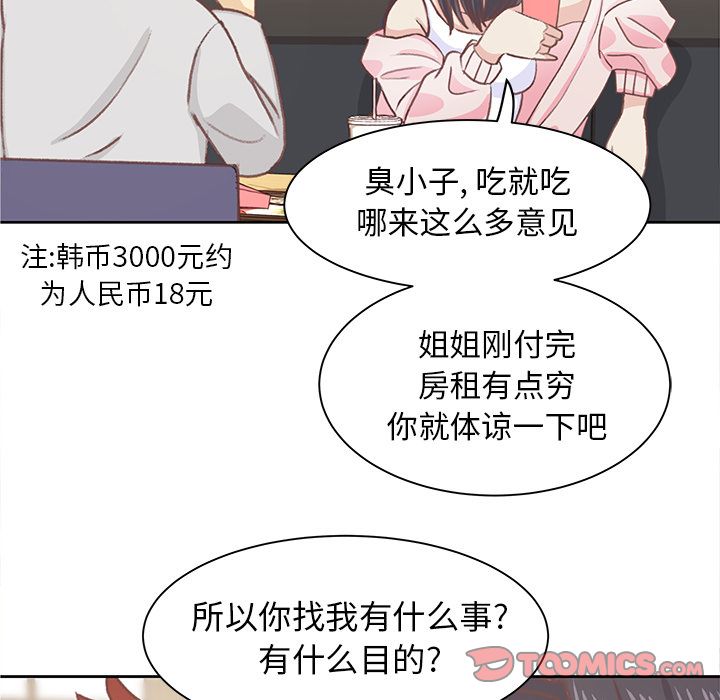 臭小子, 吃就吃
哪来这么多意见
注:韩币3000元约
为人民币18元
姐姐刚付完
房租有点穷
你就体谅一下吧
所以你找我有什么事?
有什么目的?
TOOMICS.COM